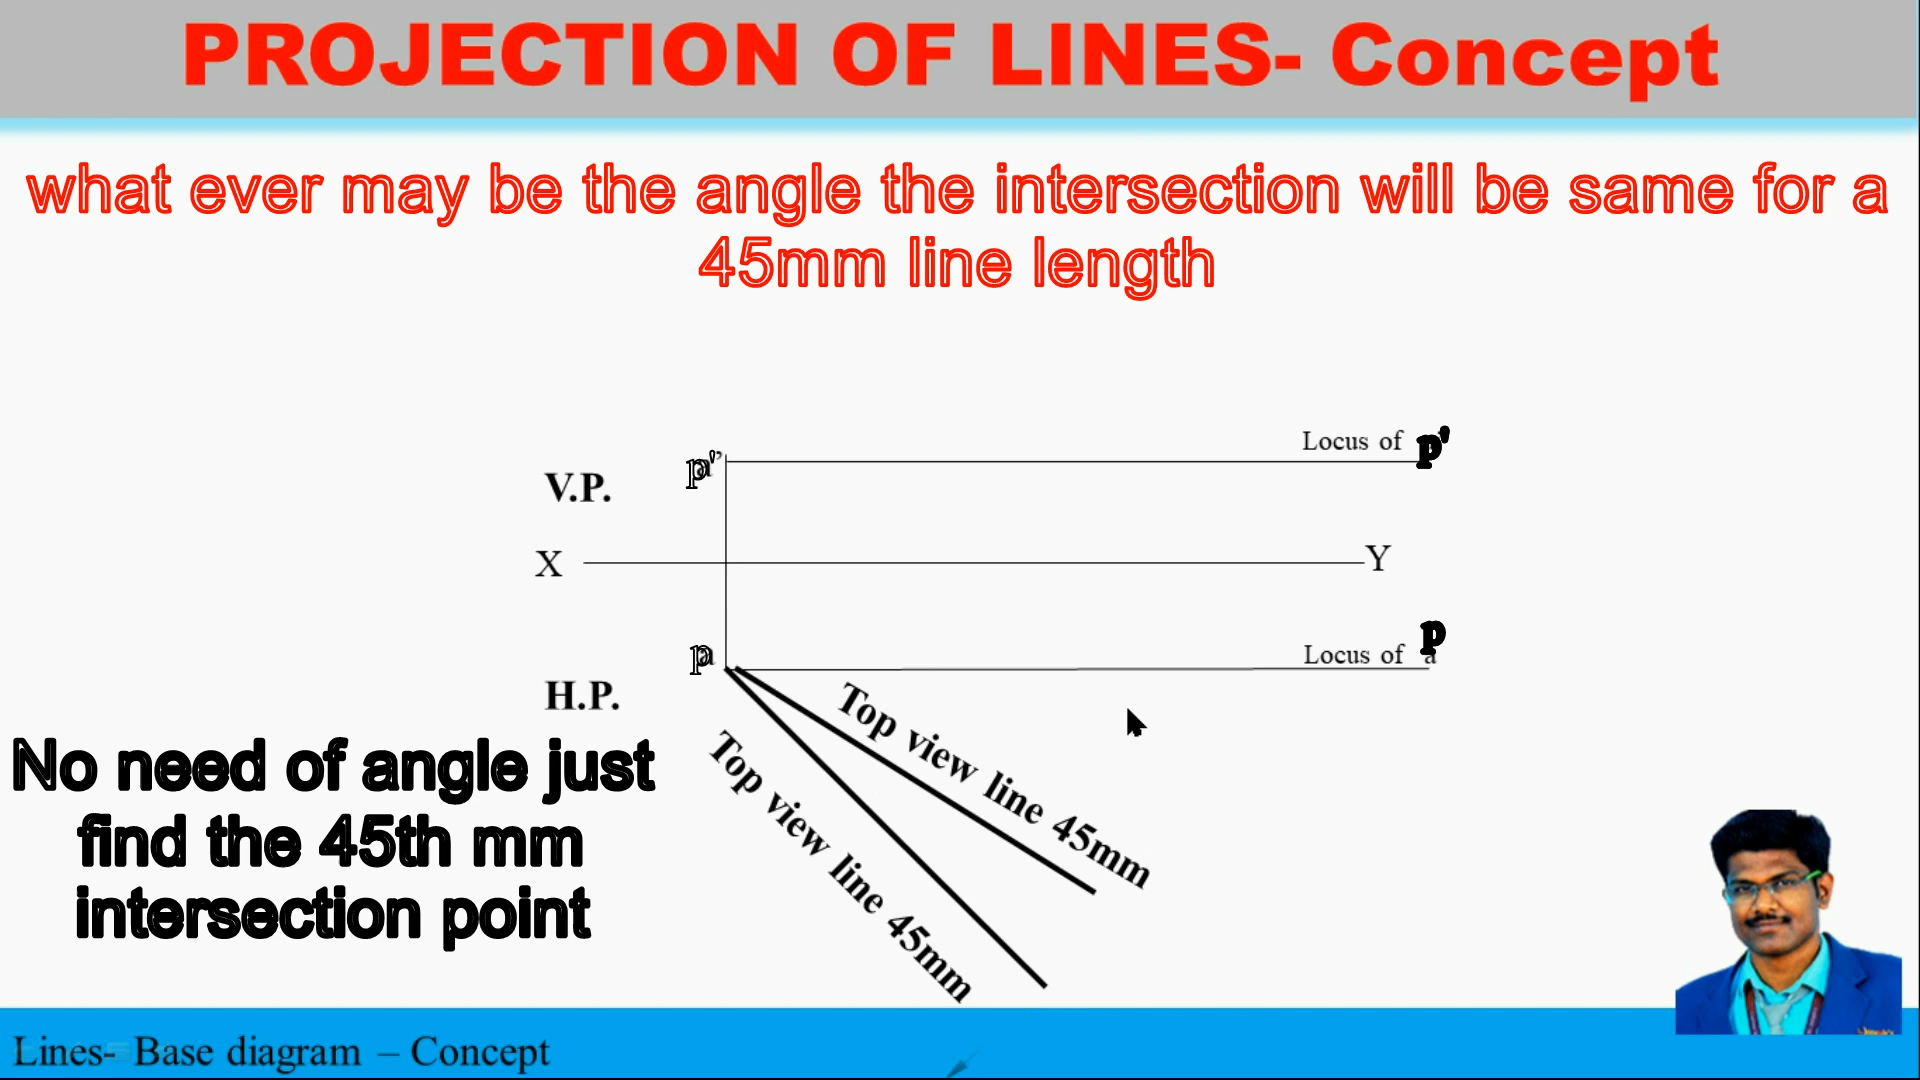 PROJECTION OF LINES- Concept
what ever may be the angle the intersection will be same for a
45mm line length
Locus of p'
p'
V.P.
X
Y
p
Locus of p
a
H.P.
Top view line 45mm
Top view line 45mm
No need of angle just
find the 45th mm
intersection point
Lines- Base diagram – Concept